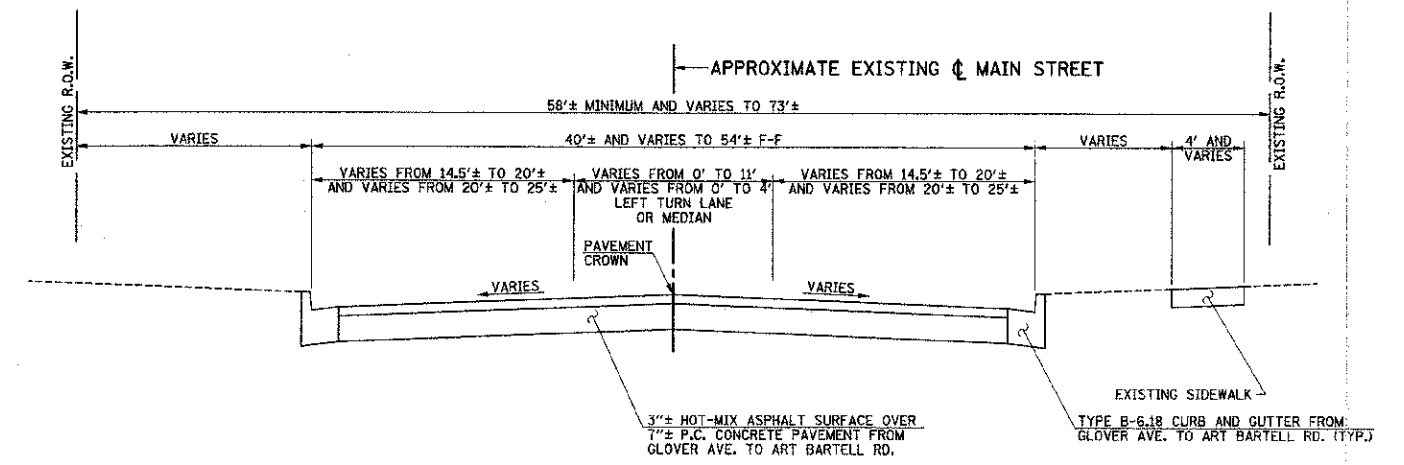 EXISTING R.O.W.
EXISTING R.O.W.
APPROXIMATE EXISTING ℄ MAIN STREET
58'± MINIMUM AND VARIES TO 73'±
VARIES
40'± AND VARIES TO 54'± F-F
VARIES
4' AND
VARIES
VARIES FROM 14.5'± TO 20'±
AND VARIES FROM 20'± TO 25'±
VARIES FROM 0' TO 11'
AND VARIES FROM 0' TO 4'
LEFT TURN LANE
OR MEDIAN
VARIES FROM 14.5'± TO 20'±
AND VARIES FROM 20'± TO 25'±
PAVEMENT
CROWN
VARIES
VARIES
3"± HOT-MIX ASPHALT SURFACE OVER
7"± P.C. CONCRETE PAVEMENT FROM
GLOVER AVE. TO ART BARTELL RD.
EXISTING SIDEWALK
TYPE B-6.18 CURB AND GUTTER FROM
GLOVER AVE. TO ART BARTELL RD. (TYP.)